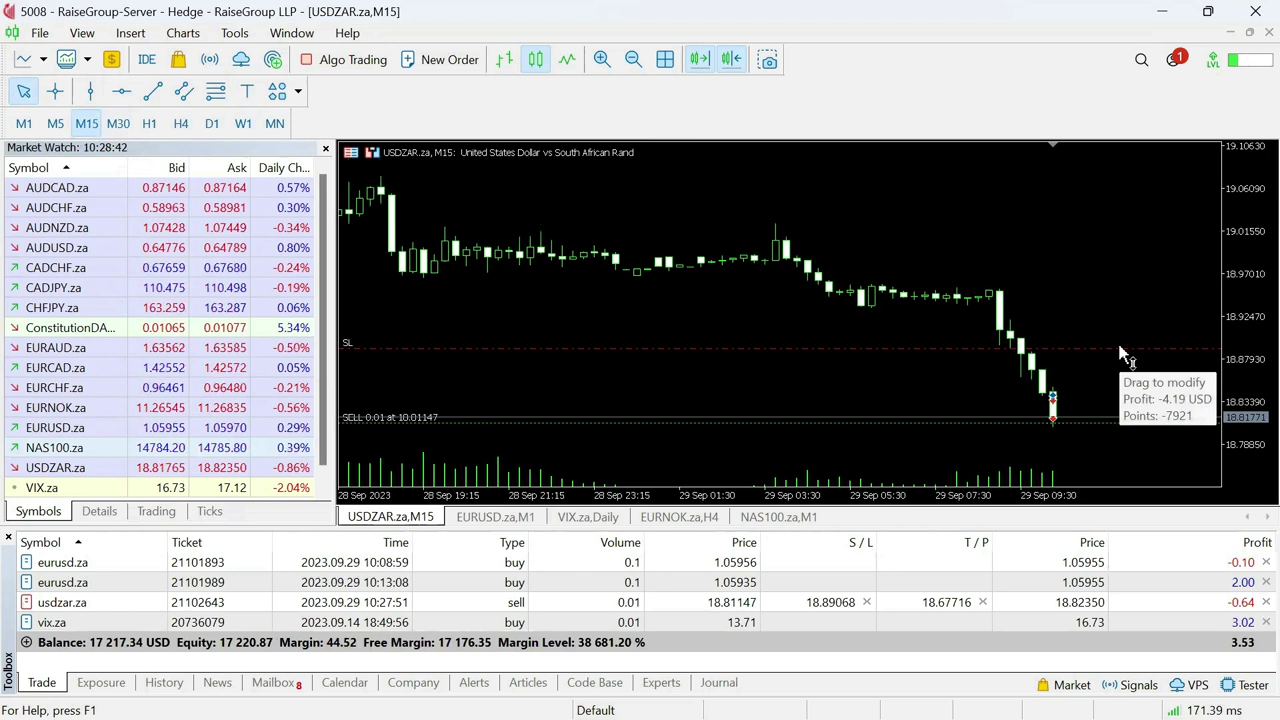 5008 - RaiseGroup-Server - Hedge - RaiseGroup LLP - [USDZAR.za,M15]
File View Insert Charts Tools Window Help
IDE Algo Trading New Order 1 LVL
M1 M5 M15 M30 H1 H4 D1 W1 MN
Market Watch: 10:28:42
Symbol Bid Ask Daily Ch...
AUDCAD.za 0.87146 0.87164 0.57%
AUDCHF.za 0.58963 0.58981 0.30%
AUDNZD.za 1.07428 1.07449 -0.34%
AUDUSD.za 0.64776 0.64789 0.80%
CADCHF.za 0.67659 0.67680 -0.24%
CADJPY.za 110.475 110.498 -0.19%
CHFJPY.za 163.259 163.287 0.06%
ConstitutionDA... 0.01065 0.01077 5.34%
EURAUD.za 1.63562 1.63585 -0.50%
EURCAD.za 1.42552 1.42572 0.05%
EURCHF.za 0.96461 0.96480 -0.21%
EURNOK.za 11.26545 11.26835 -0.56%
EURUSD.za 1.05955 1.05970 0.29%
NAS100.za 14784.20 14785.80 0.39%
USDZAR.za 18.81765 18.82350 -0.86%
VIX.za 16.73 17.12 -2.04%
Symbols Details Trading Ticks
USDZAR.za, M15: United States Dollar vs South African Rand
19.10630
19.06090
19.01550
18.97010
18.92470
18.87930
18.83390
18.81771
18.78850
SL
SELL 0.01 at 18.81147
Drag to modify
Profit: -4.19 USD
Points: -7921
28 Sep 2023 28 Sep 19:15 28 Sep 21:15 28 Sep 23:15 29 Sep 01:30 29 Sep 03:30 29 Sep 05:30 29 Sep 07:30 29 Sep 09:30
USDZAR.za,M15 EURUSD.za,M1 VIX.za,Daily EURNOK.za,H4 NAS100.za,M1
Symbol Ticket Time Type Volume Price S / L T / P Price Profit
eurusd.za 21101893 2023.09.29 10:08:59 buy 0.1 1.05956 1.05955 -0.10
eurusd.za 21101989 2023.09.29 10:13:08 buy 0.1 1.05935 1.05955 2.00
usdzar.za 21102643 2023.09.29 10:27:51 sell 0.01 18.81147 18.89068 18.67716 18.82350 -0.64
vix.za 20736079 2023.09.14 18:49:56 buy 0.01 13.71 16.73 3.02
Balance: 17 217.34 USD Equity: 17 220.87 Margin: 44.52 Free Margin: 17 176.35 Margin Level: 38 681.20 % 3.53
Toolbox
Trade Exposure History News Mailbox 8 Calendar Company Alerts Articles Code Base Experts Journal Market Signals VPS Tester
For Help, press F1 Default 171.39 ms